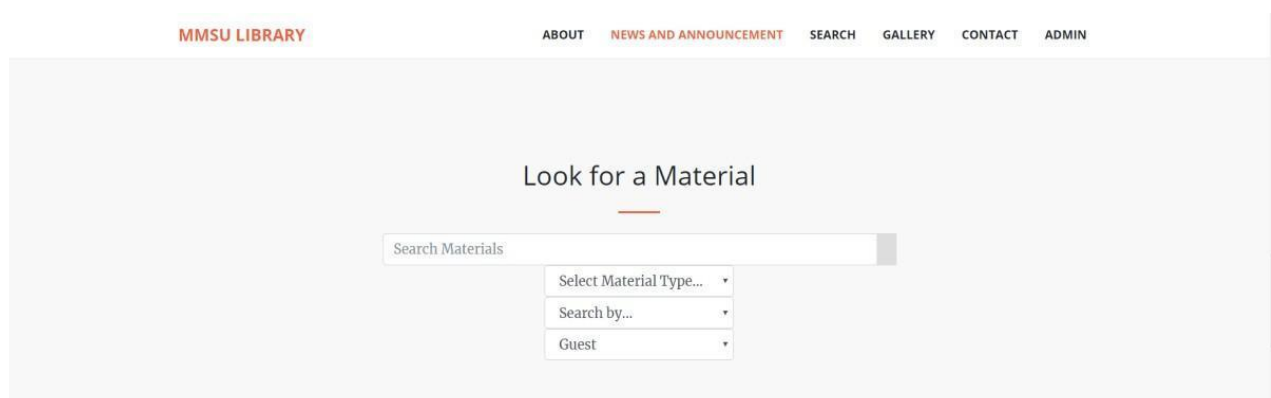 MMSU LIBRARY ABOUT NEWS AND ANNOUNCEMENT SEARCH GALLERY CONTACT ADMIN
Look for a Material
Search Materials
Select Material Type...
Search by...
Guest